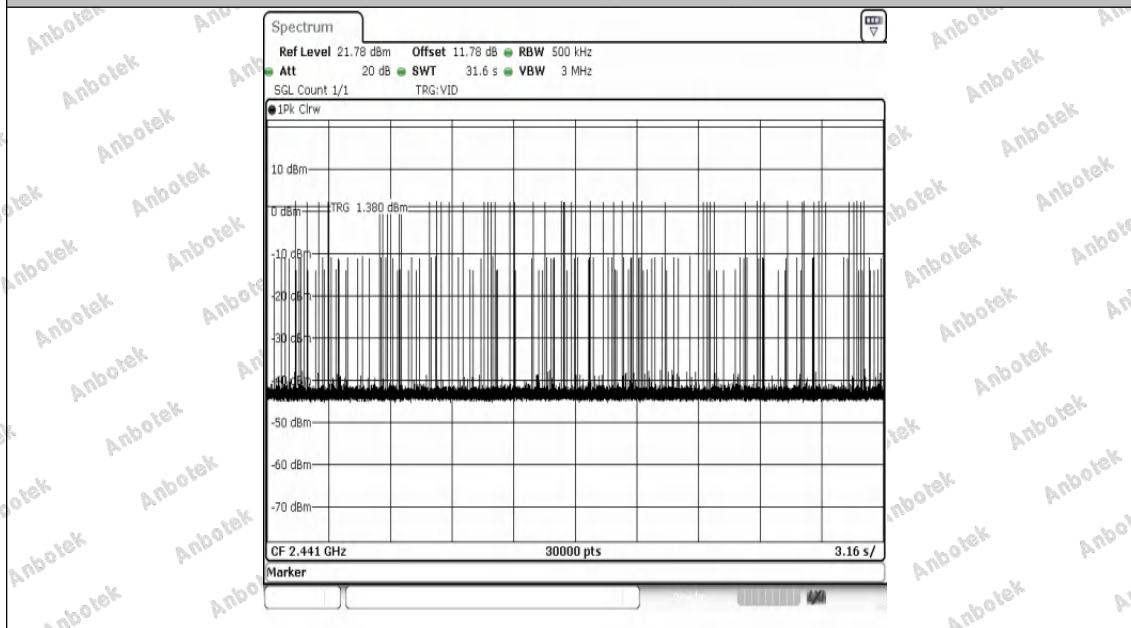 Spectrum
Ref Level 21.78 dBm Offset 11.78 dB RBW 500 kHz
Att 20 dB SWT 31.6 s VBW 3 MHz
SGL Count 1/1 TRG:VID
1Pk Clrw
10 dBm
TRG 1.380 dBm
0 dBm
-10 dBm
-20 dBm
-30 dBm
-40 dBm
-50 dBm
-60 dBm
-70 dBm
CF 2.441 GHz 30000 pts 3.16 s/
Marker
Anbotek